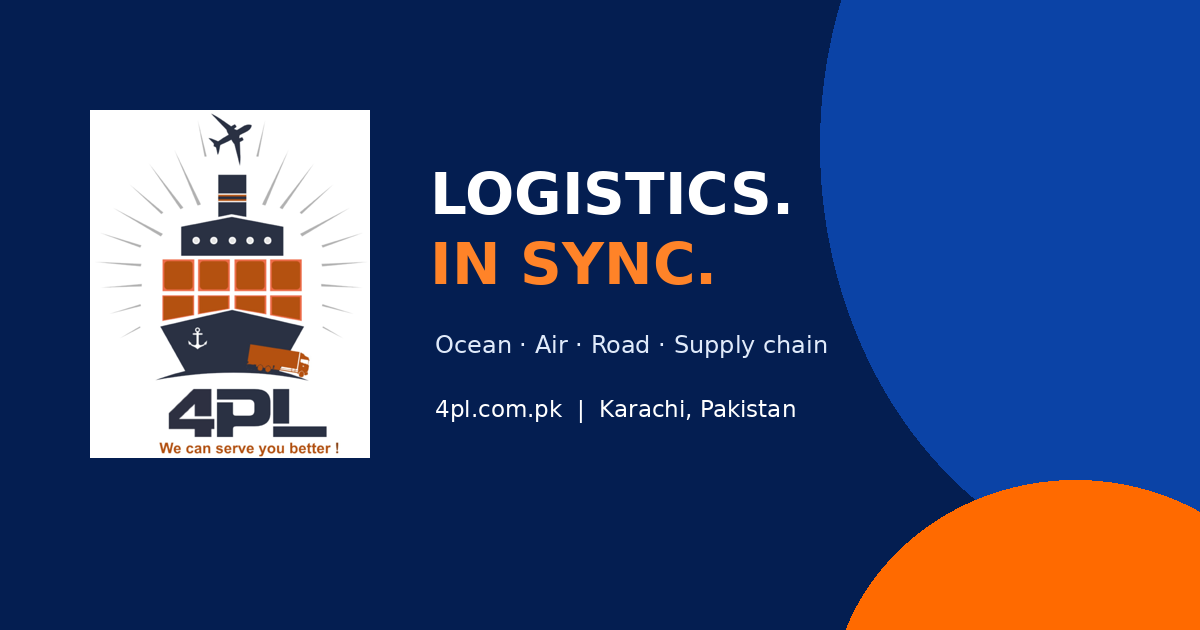 4PL
We can serve you better !
LOGISTICS.
IN SYNC.
Ocean · Air · Road · Supply chain
4pl.com.pk | Karachi, Pakistan